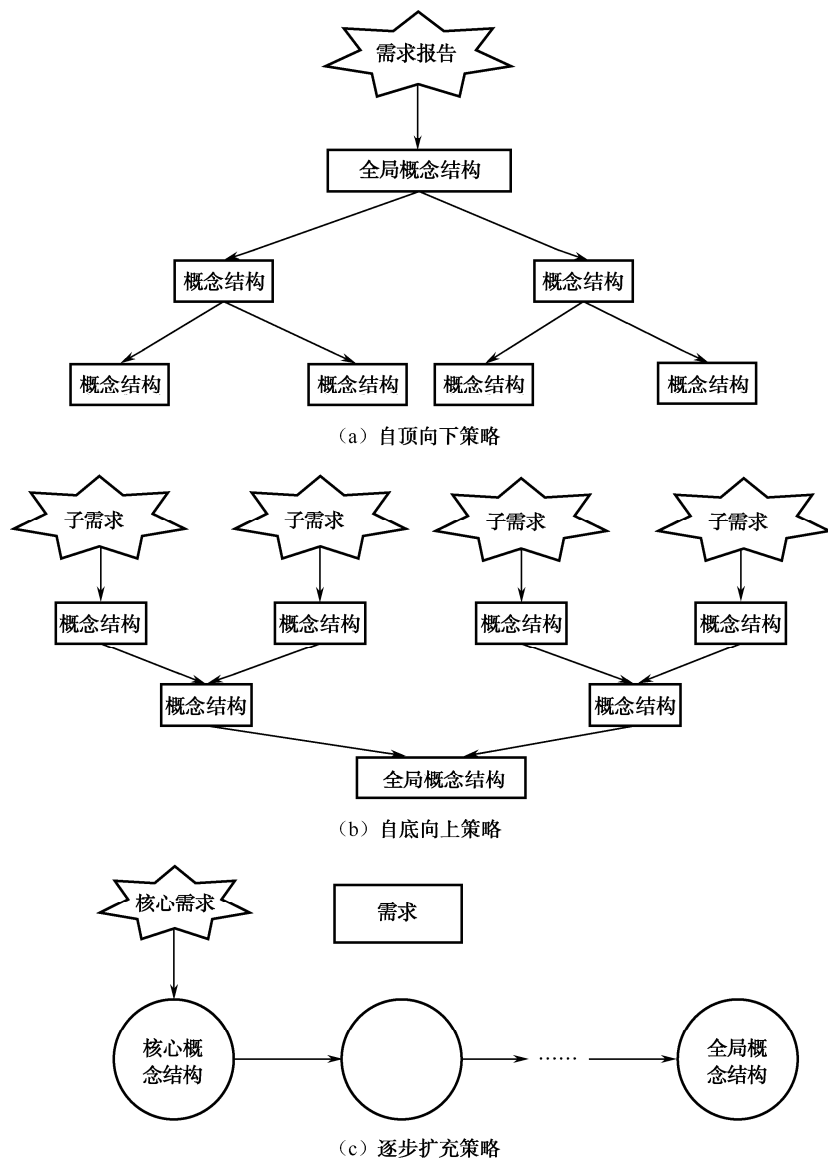 需求报告
全局概念结构
概念结构 概念结构
概念结构 概念结构 概念结构 概念结构
（a）自顶向下策略
子需求 子需求 子需求 子需求
概念结构 概念结构 概念结构 概念结构
概念结构 概念结构
全局概念结构
（b）自底向上策略
核心需求 需求
核心概
念结构
……
全局概
念结构
（c）逐步扩充策略